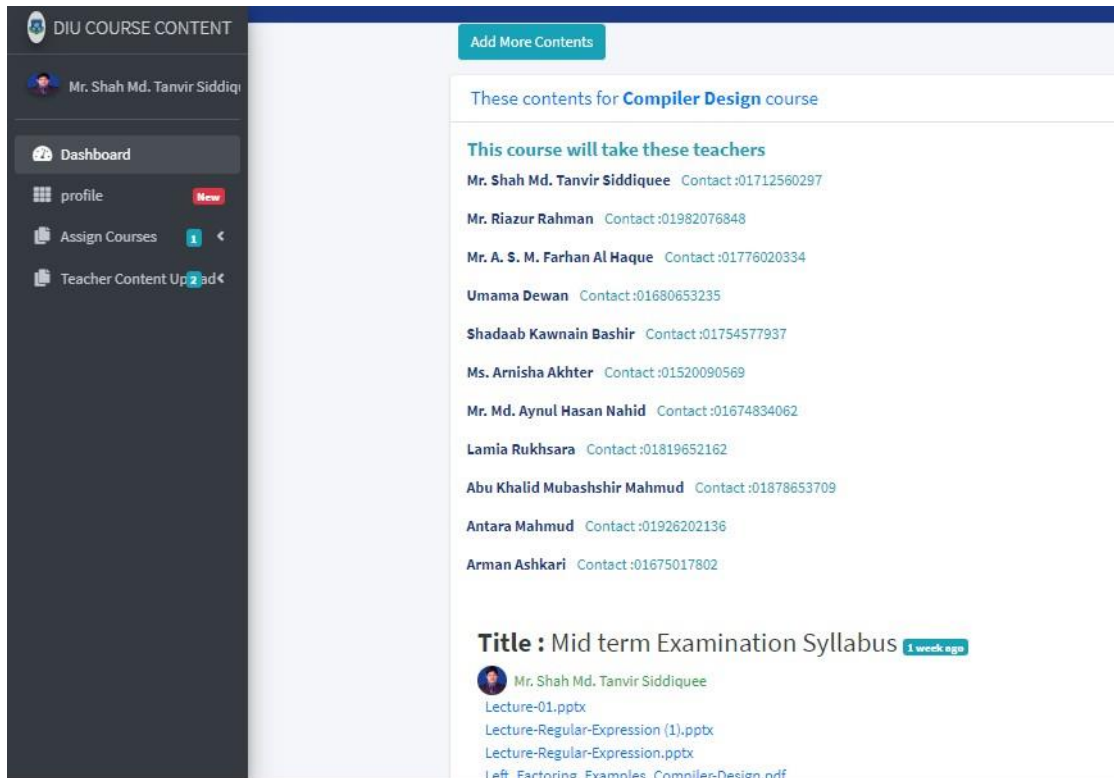 DIU COURSE CONTENT
Mr. Shah Md. Tanvir Siddiq
Dashboard
profile New
Assign Courses 1
Teacher Content Up 2 ad
Add More Contents
These contents for Compiler Design course
This course will take these teachers
Mr. Shah Md. Tanvir Siddiquee Contact :01712560297
Mr. Riazur Rahman Contact :01982076848
Mr. A. S. M. Farhan Al Haque Contact :01776020334
Umama Dewan Contact :01680653235
Shadaab Kawnain Bashir Contact :01754577937
Ms. Arnisha Akhter Contact :01520090569
Mr. Md. Aynul Hasan Nahid Contact :01674834062
Lamia Rukhsara Contact :01819652162
Abu Khalid Mubashshir Mahmud Contact :01878653709
Antara Mahmud Contact :01926202136
Arman Ashkari Contact :01675017802
Title : Mid term Examination Syllabus 1 week ago
Mr. Shah Md. Tanvir Siddiquee
Lecture-01.pptx
Lecture-Regular-Expression (1).pptx
Lecture-Regular-Expression.pptx
Left_Factoring_Examples_Compiler-Design.pdf